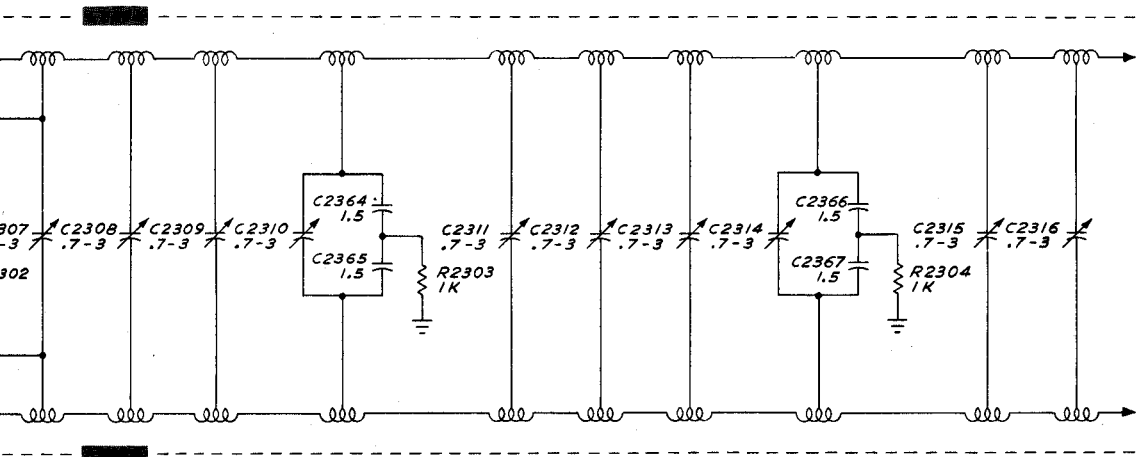 C2364
1.5
307
-3
C2308
.7-3
C2309
.7-3
C2310
.7-3
C2365
1.5
R2303
1K
302
C2311
.7-3
C2312
.7-3
C2313
.7-3
C2314
.7-3
C2366
1.5
C2367
1.5
R2304
1K
C2315
.7-3
C2316
.7-3